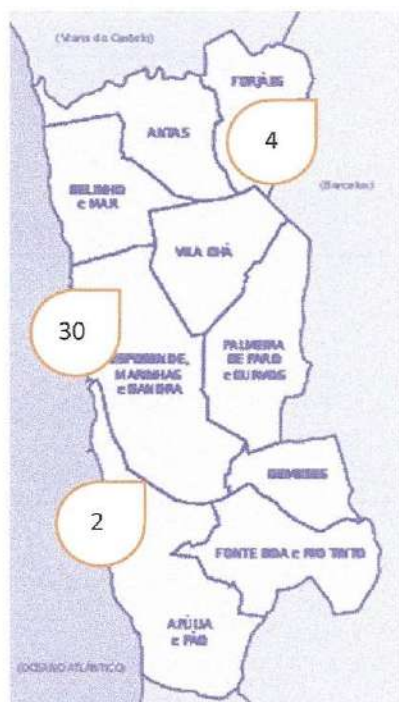 (Viana do Castelo)
FORJÃES
ANTAS
4
BELINHO
e MAR
(Barcelos)
VILA CHÃ
30
ESPOSENDE,
MARINHAS
e GANDRA
PALMEIRA
DE FARO
e CURVOS
GEMESES
2
FONTE BOA e RIO TINTO
APÚLIA
e FÃO
(OCEANO ATLÂNTICO)